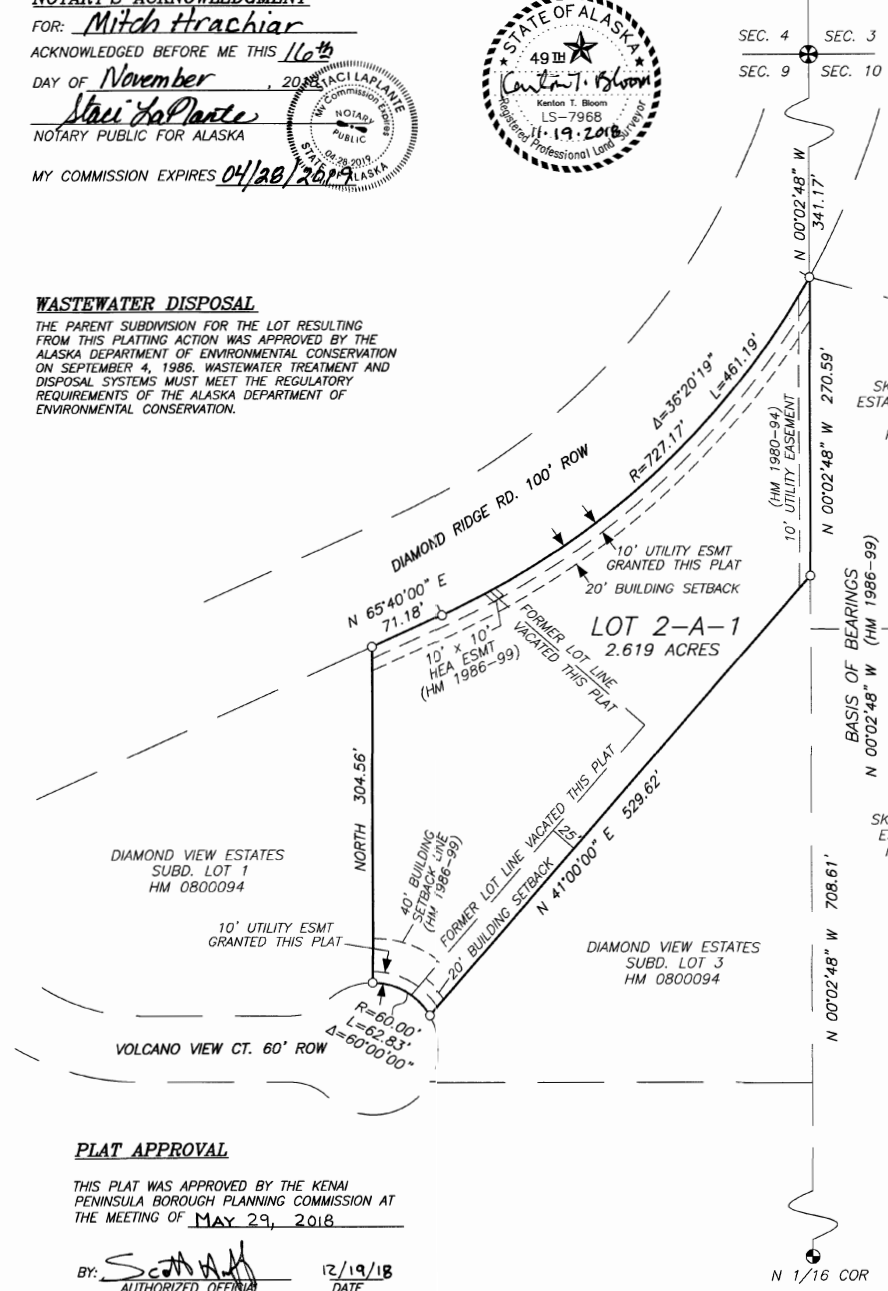 NOTARY'S ACKNOWLEDGMENT
FOR: Mitch Hrachiar
ACKNOWLEDGED BEFORE ME THIS 16th
DAY OF November, 2018
Staci LaPlante
NOTARY PUBLIC FOR ALASKA
MY COMMISSION EXPIRES 04/28/2019
STACI LAPLANTE
My Commission Expires
NOTARY
PUBLIC
04-28-2019
STATE OF ALASKA
STATE OF ALASKA
49TH
Kenton T. Bloom
Kenton T. Bloom
LS-7968
11.19.2018
Registered Professional Land Surveyor
SEC. 4
SEC. 3
SEC. 9
SEC. 10
N 00°02'48" W
341.17'
WASTEWATER DISPOSAL
THE PARENT SUBDIVISION FOR THE LOT RESULTING
FROM THIS PLATTING ACTION WAS APPROVED BY THE
ALASKA DEPARTMENT OF ENVIRONMENTAL CONSERVATION
ON SEPTEMBER 4, 1986. WASTEWATER TREATMENT AND
DISPOSAL SYSTEMS MUST MEET THE REGULATORY
REQUIREMENTS OF THE ALASKA DEPARTMENT OF
ENVIRONMENTAL CONSERVATION.
Δ=36°20'19"
L=461.19'
R=727.17'
DIAMOND RIDGE RD. 100' ROW
(HM 1980-94)
10' UTILITY EASEMENT
N 00°02'48" W 270.59'
SK
ESTA
N 65°40'00" E
71.18'
10' UTILITY ESMT
GRANTED THIS PLAT
20' BUILDING SETBACK
10' X 10'
HEA ESMT
(HM 1986-99)
FORMER LOT LINE
VACATED THIS PLAT
LOT 2-A-1
2.619 ACRES
BASIS OF BEARINGS
N 00°02'48" W (HM 1986-99)
NORTH 304.56'
40' BUILDING
SETBACK LINE
(HM 1986-99)
FORMER LOT LINE VACATED THIS PLAT
25'
20' BUILDING SETBACK
N 41°00'00" E 529.62'
SK
ES
DIAMOND VIEW ESTATES
SUBD. LOT 1
HM 0800094
10' UTILITY ESMT
GRANTED THIS PLAT
DIAMOND VIEW ESTATES
SUBD. LOT 3
HM 0800094
N 00°02'48" W 708.61'
R=60.00'
L=62.83'
Δ=60°00'00"
VOLCANO VIEW CT. 60' ROW
PLAT APPROVAL
THIS PLAT WAS APPROVED BY THE KENAI
PENINSULA BOROUGH PLANNING COMMISSION AT
THE MEETING OF MAY 29, 2018
BY: Scott Huff 12/19/18
AUTHORIZED OFFICIAL DATE
N 1/16 COR